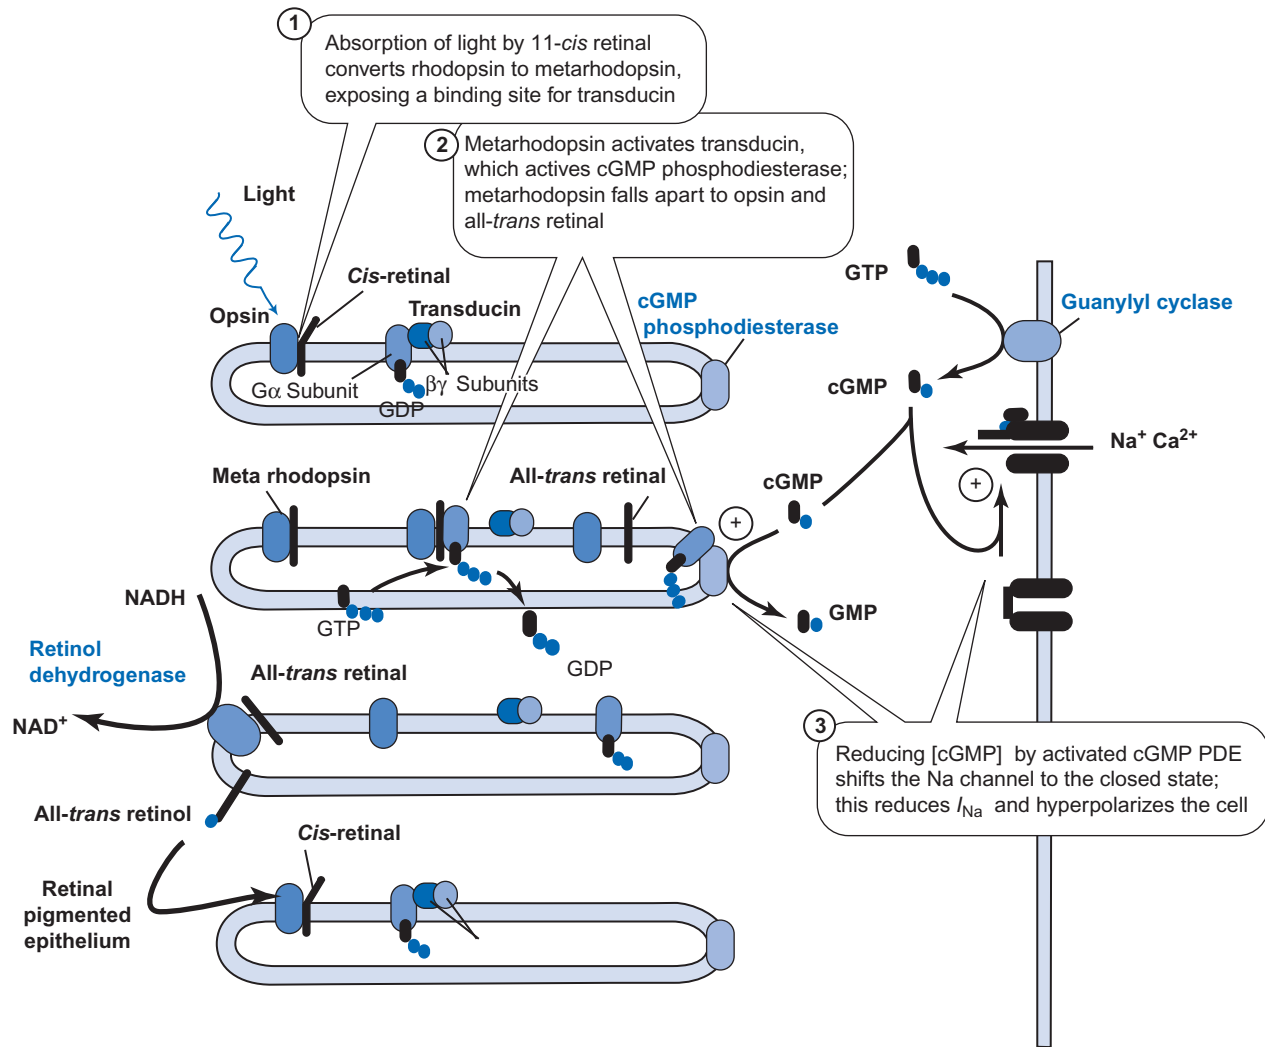 1
Absorption of light by 11-cis retinal
converts rhodopsin to metarhodopsin,
exposing a binding site for transducin
2
Metarhodopsin activates transducin,
which actives cGMP phosphodiesterase;
metarhodopsin falls apart to opsin and
all-trans retinal
Light
Cis-retinal
Opsin
Transducin
cGMP
phosphodiesterase
GTP
Guanylyl cyclase
Gα Subunit
βγ Subunits
GDP
cGMP
Na+ Ca2+
+
Meta rhodopsin
All-trans retinal
cGMP
+
NADH
GTP
GMP
GDP
Retinol
dehydrogenase
All-trans retinal
NAD+
3
Reducing [cGMP] by activated cGMP PDE
shifts the Na channel to the closed state;
this reduces INa and hyperpolarizes the cell
All-trans retinol
Cis-retinal
Retinal
pigmented
epithelium